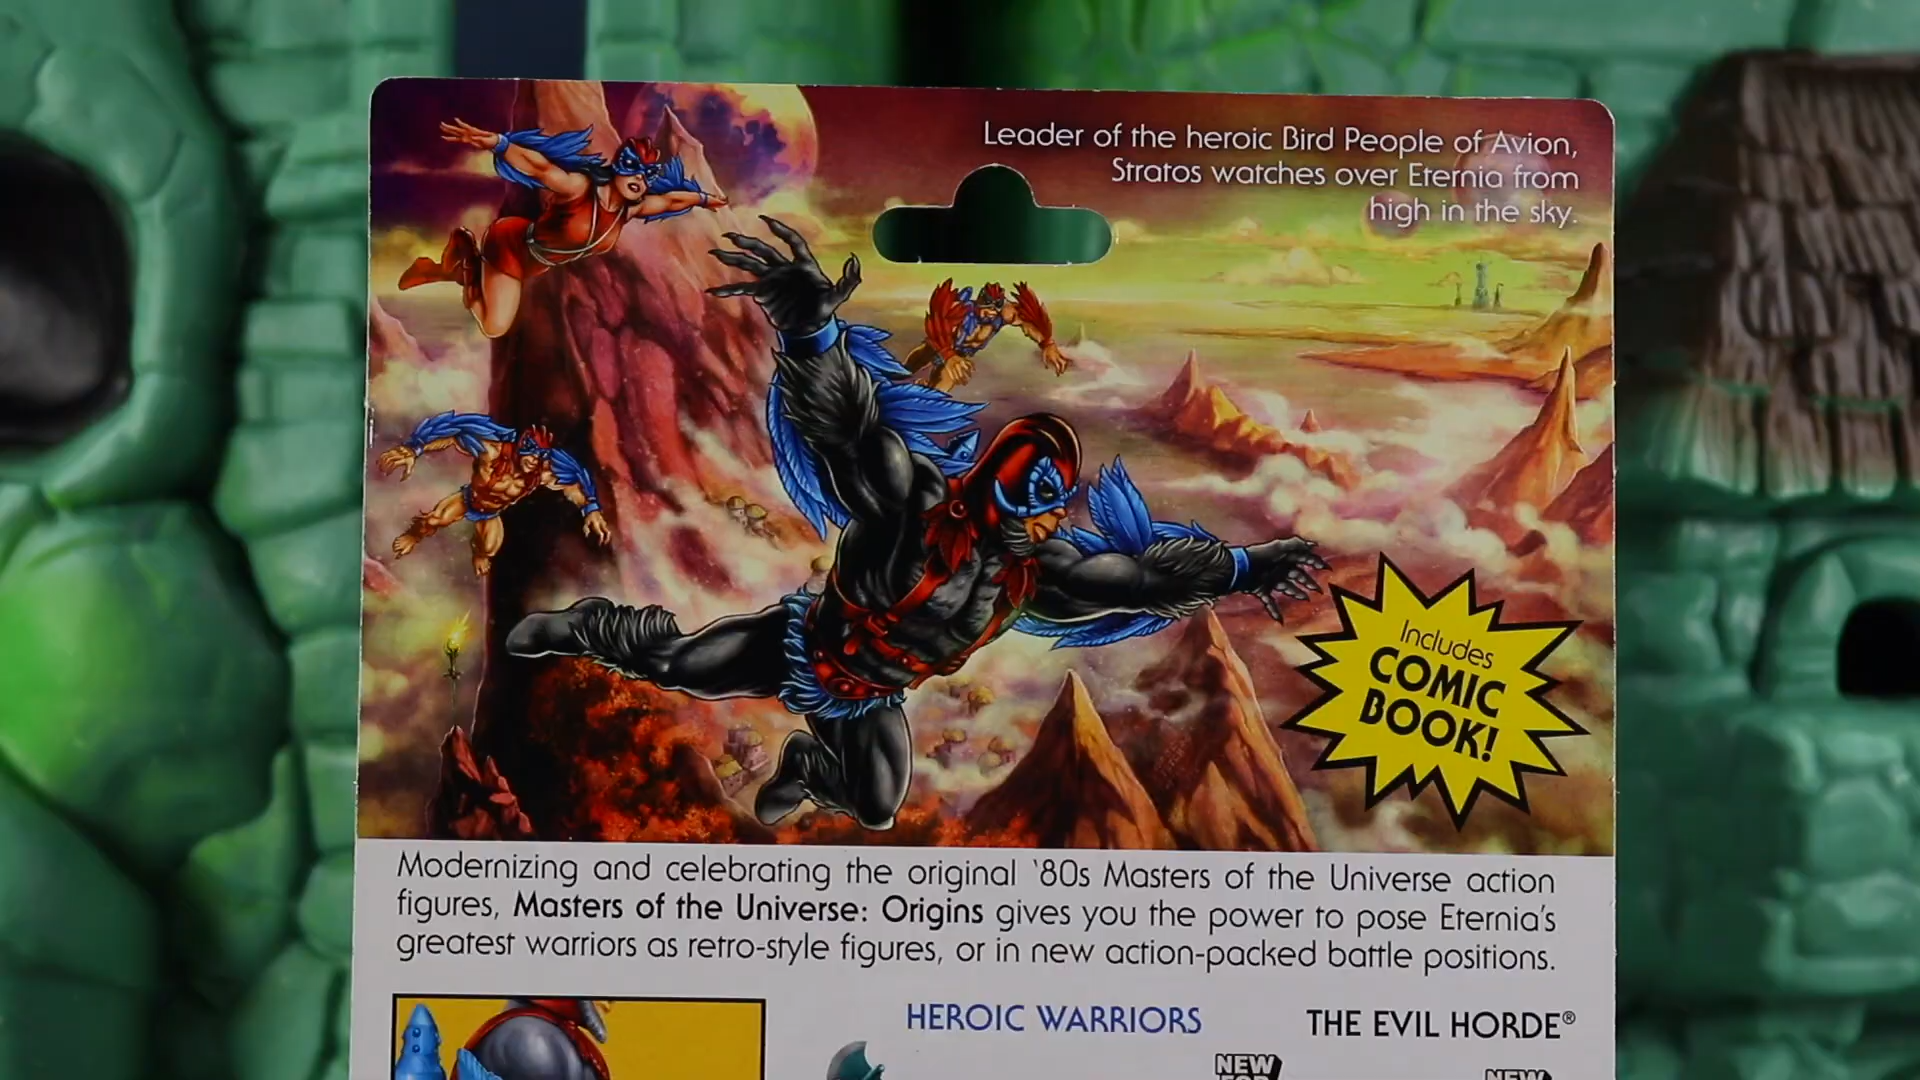 Leader of the heroic Bird People of Avion,
Stratos watches over Eternia from
high in the sky.
Includes
COMIC
BOOK!
Modernizing and celebrating the original '80s Masters of the Universe action
figures, Masters of the Universe: Origins gives you the power to pose Eternia's
greatest warriors as retro-style figures, or in new action-packed battle positions.
HEROIC WARRIORS
THE EVIL HORDE®
NEW
FOR
NEW